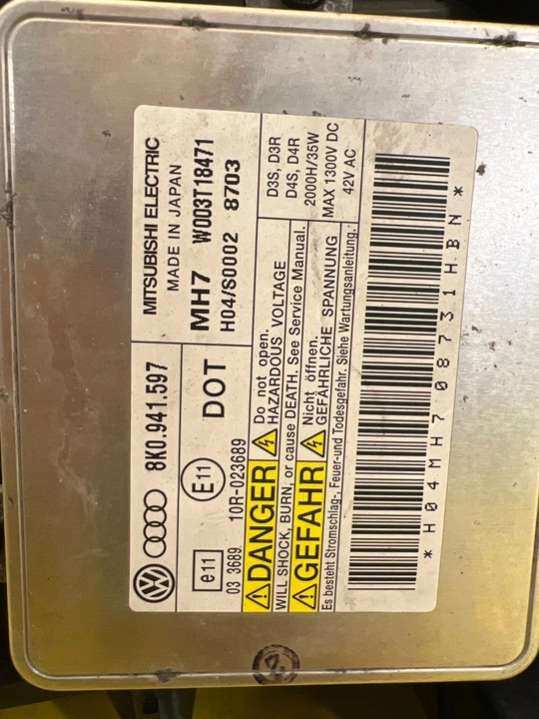 8K0.941.597
MITSUBISHI ELECTRIC
MADE IN JAPAN
e11
E11
DOT
MH7 W003T18471
03 3689 10R-023689
H04/S0002 8703
DANGER Do not open.
HAZARDOUS VOLTAGE
WILL SHOCK, BURN, or cause DEATH. See Service Manual.
GEFAHR Nicht öffnen.
GEFÄHRLICHE SPANNUNG
Es besteht Stromschlag-, Feuer-und Todesgefahr. Siehe Wartungsanleitung.
D3S, D3R
D4S, D4R
2000H/35W
MAX 1300V DC
42V AC
*H04MH708731HBN*